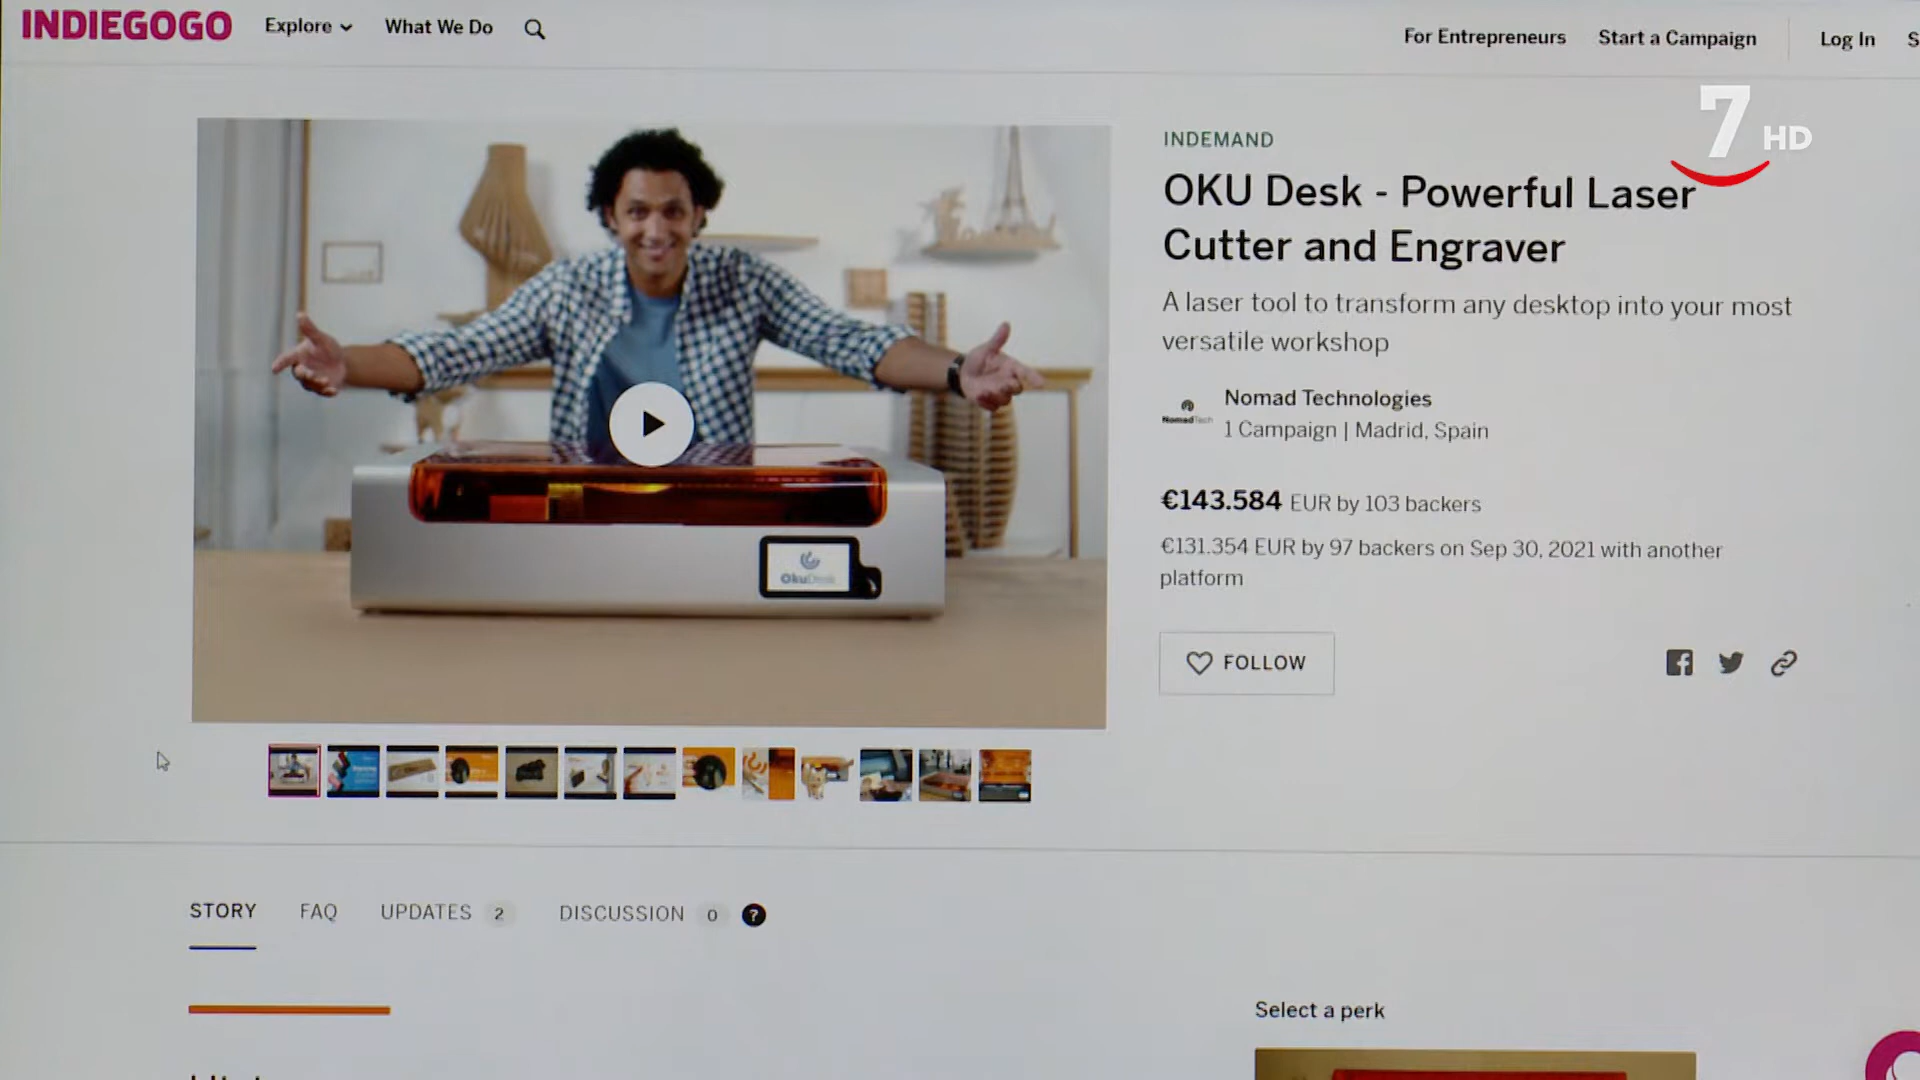 INDIEGOGO
Explore
What We Do
For Entrepreneurs
Start a Campaign
Log In
S
7 HD
INDEMAND
OKU Desk - Powerful Laser
Cutter and Engraver
A laser tool to transform any desktop into your most
versatile workshop
NomadTech
Nomad Technologies
1 Campaign | Madrid, Spain
€143.584 EUR by 103 backers
€131.354 EUR by 97 backers on Sep 30, 2021 with another
platform
OkuDesk
FOLLOW
STORY
FAQ
UPDATES 2
DISCUSSION 0
?
Select a perk